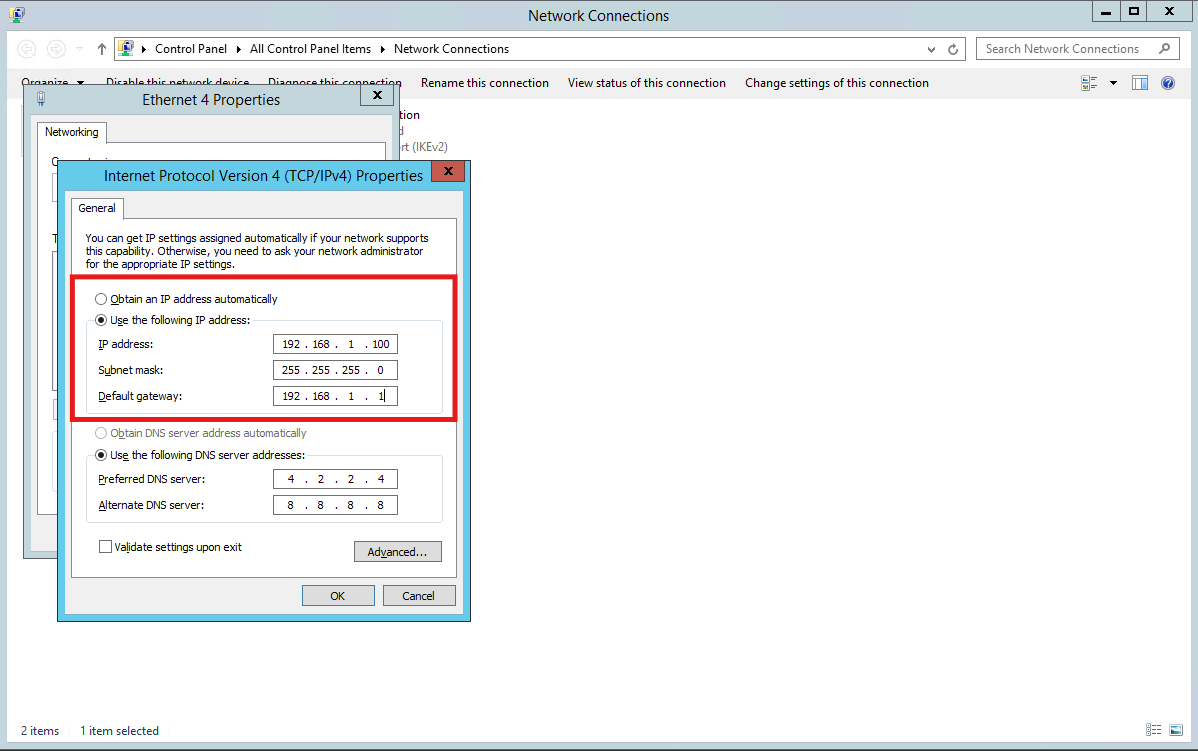 Network Connections
Control Panel
All Control Panel Items
Network Connections
Search Network Connections
Organize
Disable this network device
Diagnose this connection
Rename this connection
View status of this connection
Change settings of this connection
Ethernet 4 Properties
Networking
(IKEv2)
Internet Protocol Version 4 (TCP/IPv4) Properties
General
You can get IP settings assigned automatically if your network supports
this capability. Otherwise, you need to ask your network administrator
for the appropriate IP settings.
Obtain an IP address automatically
Use the following IP address:
IP address: 192 . 168 . 1 . 100
Subnet mask: 255 . 255 . 255 . 0
Default gateway: 192 . 168 . 1 . 1
Obtain DNS server address automatically
Use the following DNS server addresses:
Preferred DNS server: 4 . 2 . 2 . 4
Alternate DNS server: 8 . 8 . 8 . 8
Validate settings upon exit
Advanced...
OK
Cancel
2 items
1 item selected